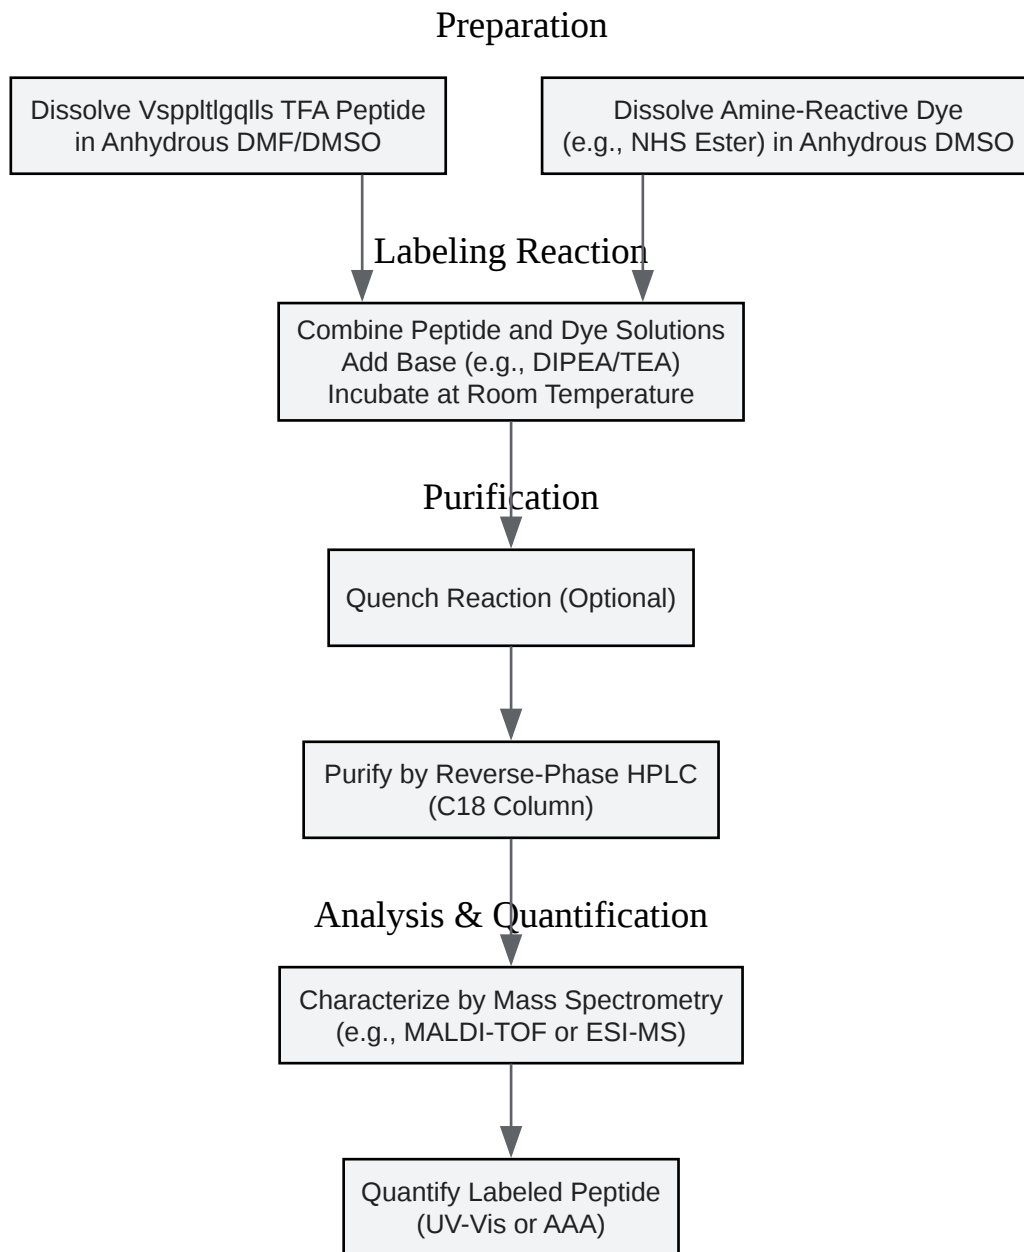 Preparation
Dissolve Vsppltlgqlls TFA Peptide
in Anhydrous DMF/DMSO
Dissolve Amine-Reactive Dye
(e.g., NHS Ester) in Anhydrous DMSO
Labeling Reaction
Combine Peptide and Dye Solutions
Add Base (e.g., DIPEA/TEA)
Incubate at Room Temperature
Purification
Quench Reaction (Optional)
Purify by Reverse-Phase HPLC
(C18 Column)
Analysis & Quantification
Characterize by Mass Spectrometry
(e.g., MALDI-TOF or ESI-MS)
Quantify Labeled Peptide
(UV-Vis or AAA)